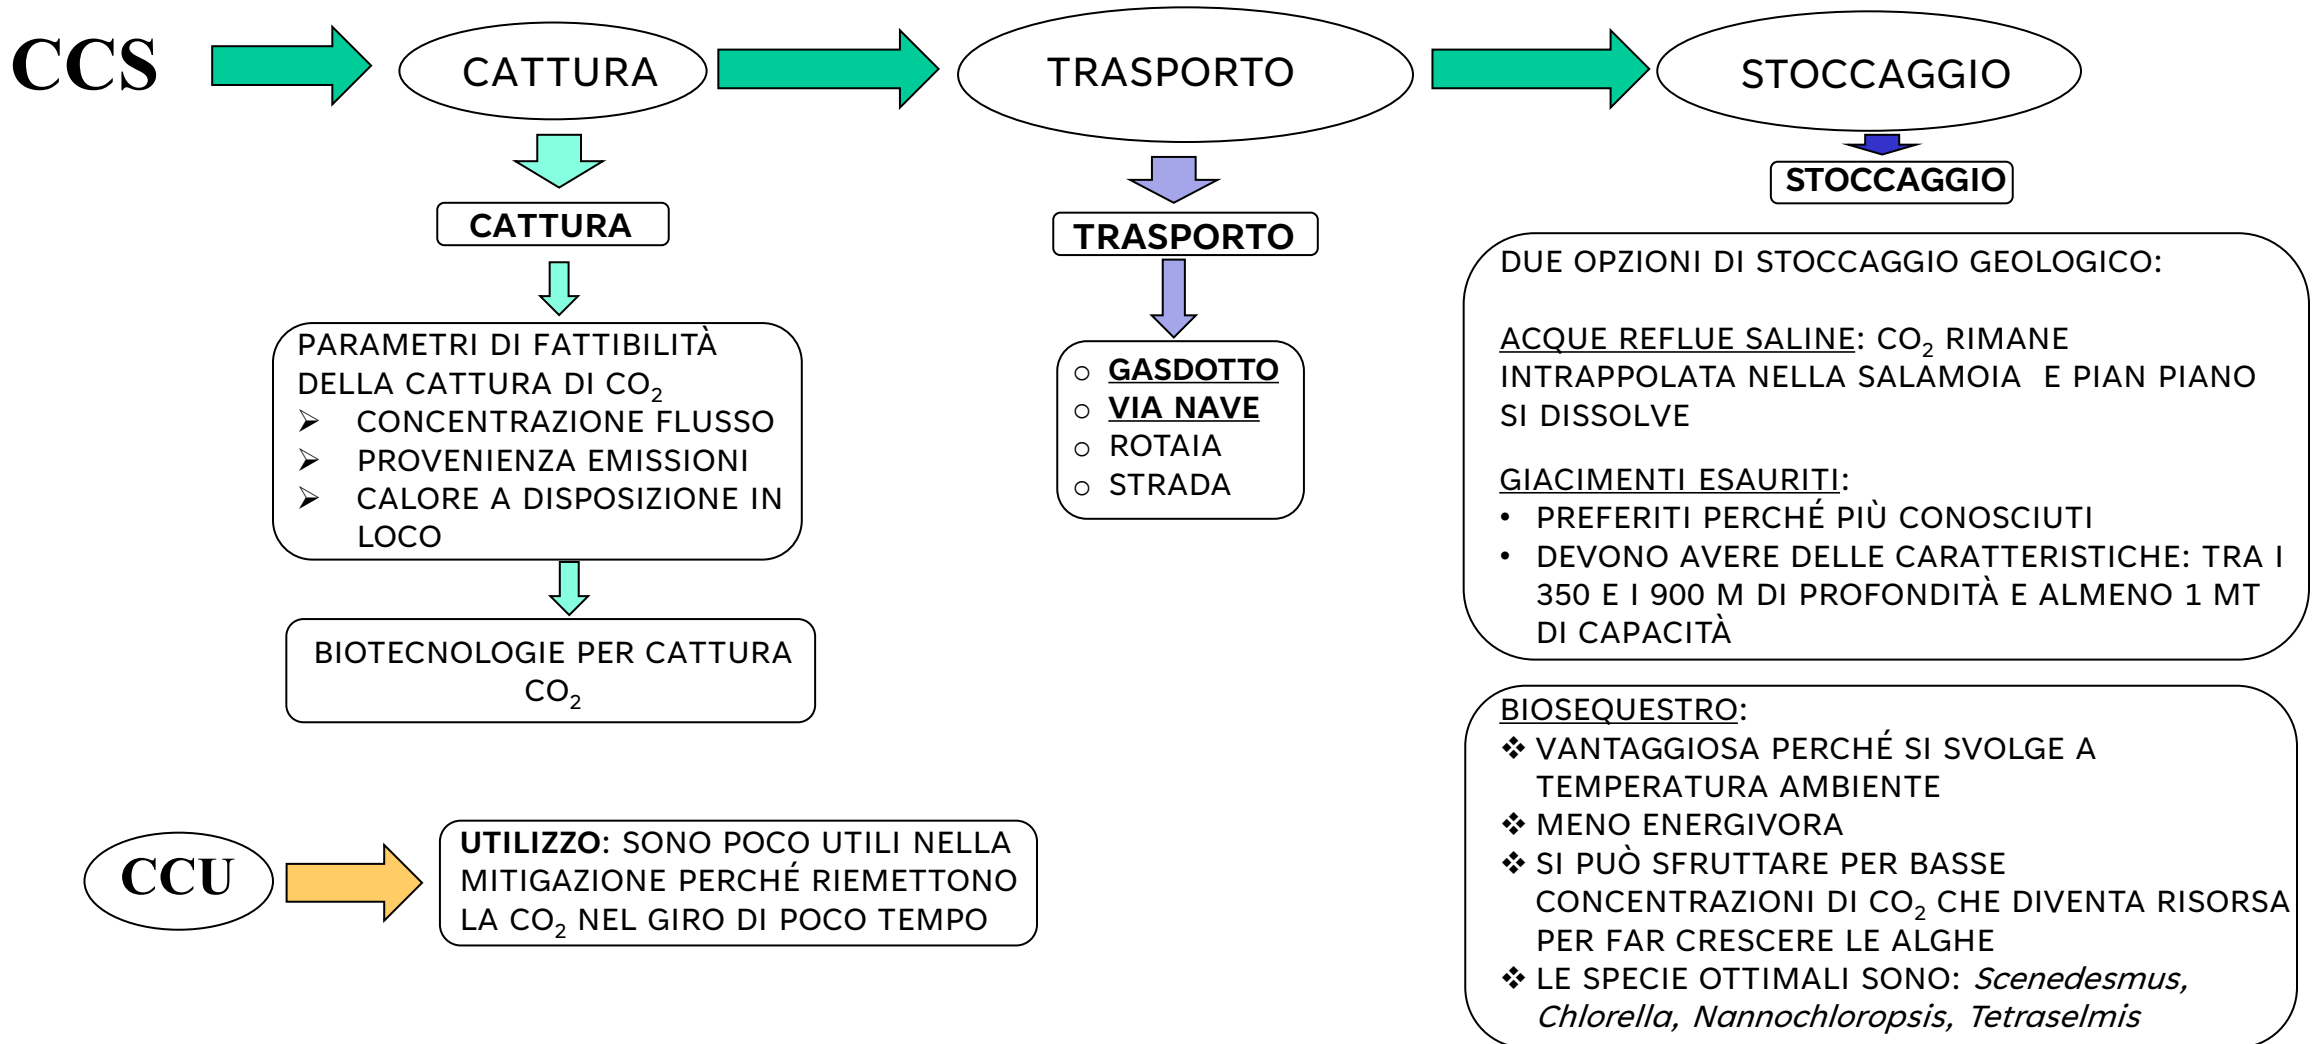 CCS
CATTURA
TRASPORTO
STOCCAGGIO
CATTURA
PARAMETRI DI FATTIBILITÀ
DELLA CATTURA DI CO₂
➢ CONCENTRAZIONE FLUSSO
➢ PROVENIENZA EMISSIONI
➢ CALORE A DISPOSIZIONE IN
LOCO
BIOTECNOLOGIE PER CATTURA
CO₂
TRASPORTO
○ GASDOTTO
○ VIA NAVE
○ ROTAIA
○ STRADA
STOCCAGGIO
DUE OPZIONI DI STOCCAGGIO GEOLOGICO:
ACQUE REFLUE SALINE: CO₂ RIMANE
INTRAPPOLATA NELLA SALAMOIA E PIAN PIANO
SI DISSOLVE
GIACIMENTI ESAURITI:
• PREFERITI PERCHÉ PIÙ CONOSCIUTI
• DEVONO AVERE DELLE CARATTERISTICHE: TRA I
350 E I 900 M DI PROFONDITÀ E ALMENO 1 MT
DI CAPACITÀ
BIOSEQUESTRO:
❖ VANTAGGIOSA PERCHÉ SI SVOLGE A
TEMPERATURA AMBIENTE
❖ MENO ENERGIVORA
❖ SI PUÒ SFRUTTARE PER BASSE
CONCENTRAZIONI DI CO₂ CHE DIVENTA RISORSA
PER FAR CRESCERE LE ALGHE
❖ LE SPECIE OTTIMALI SONO: Scenedesmus,
Chlorella, Nannochloropsis, Tetraselmis
CCU
UTILIZZO: SONO POCO UTILI NELLA
MITIGAZIONE PERCHÉ RIEMETTONO
LA CO₂ NEL GIRO DI POCO TEMPO